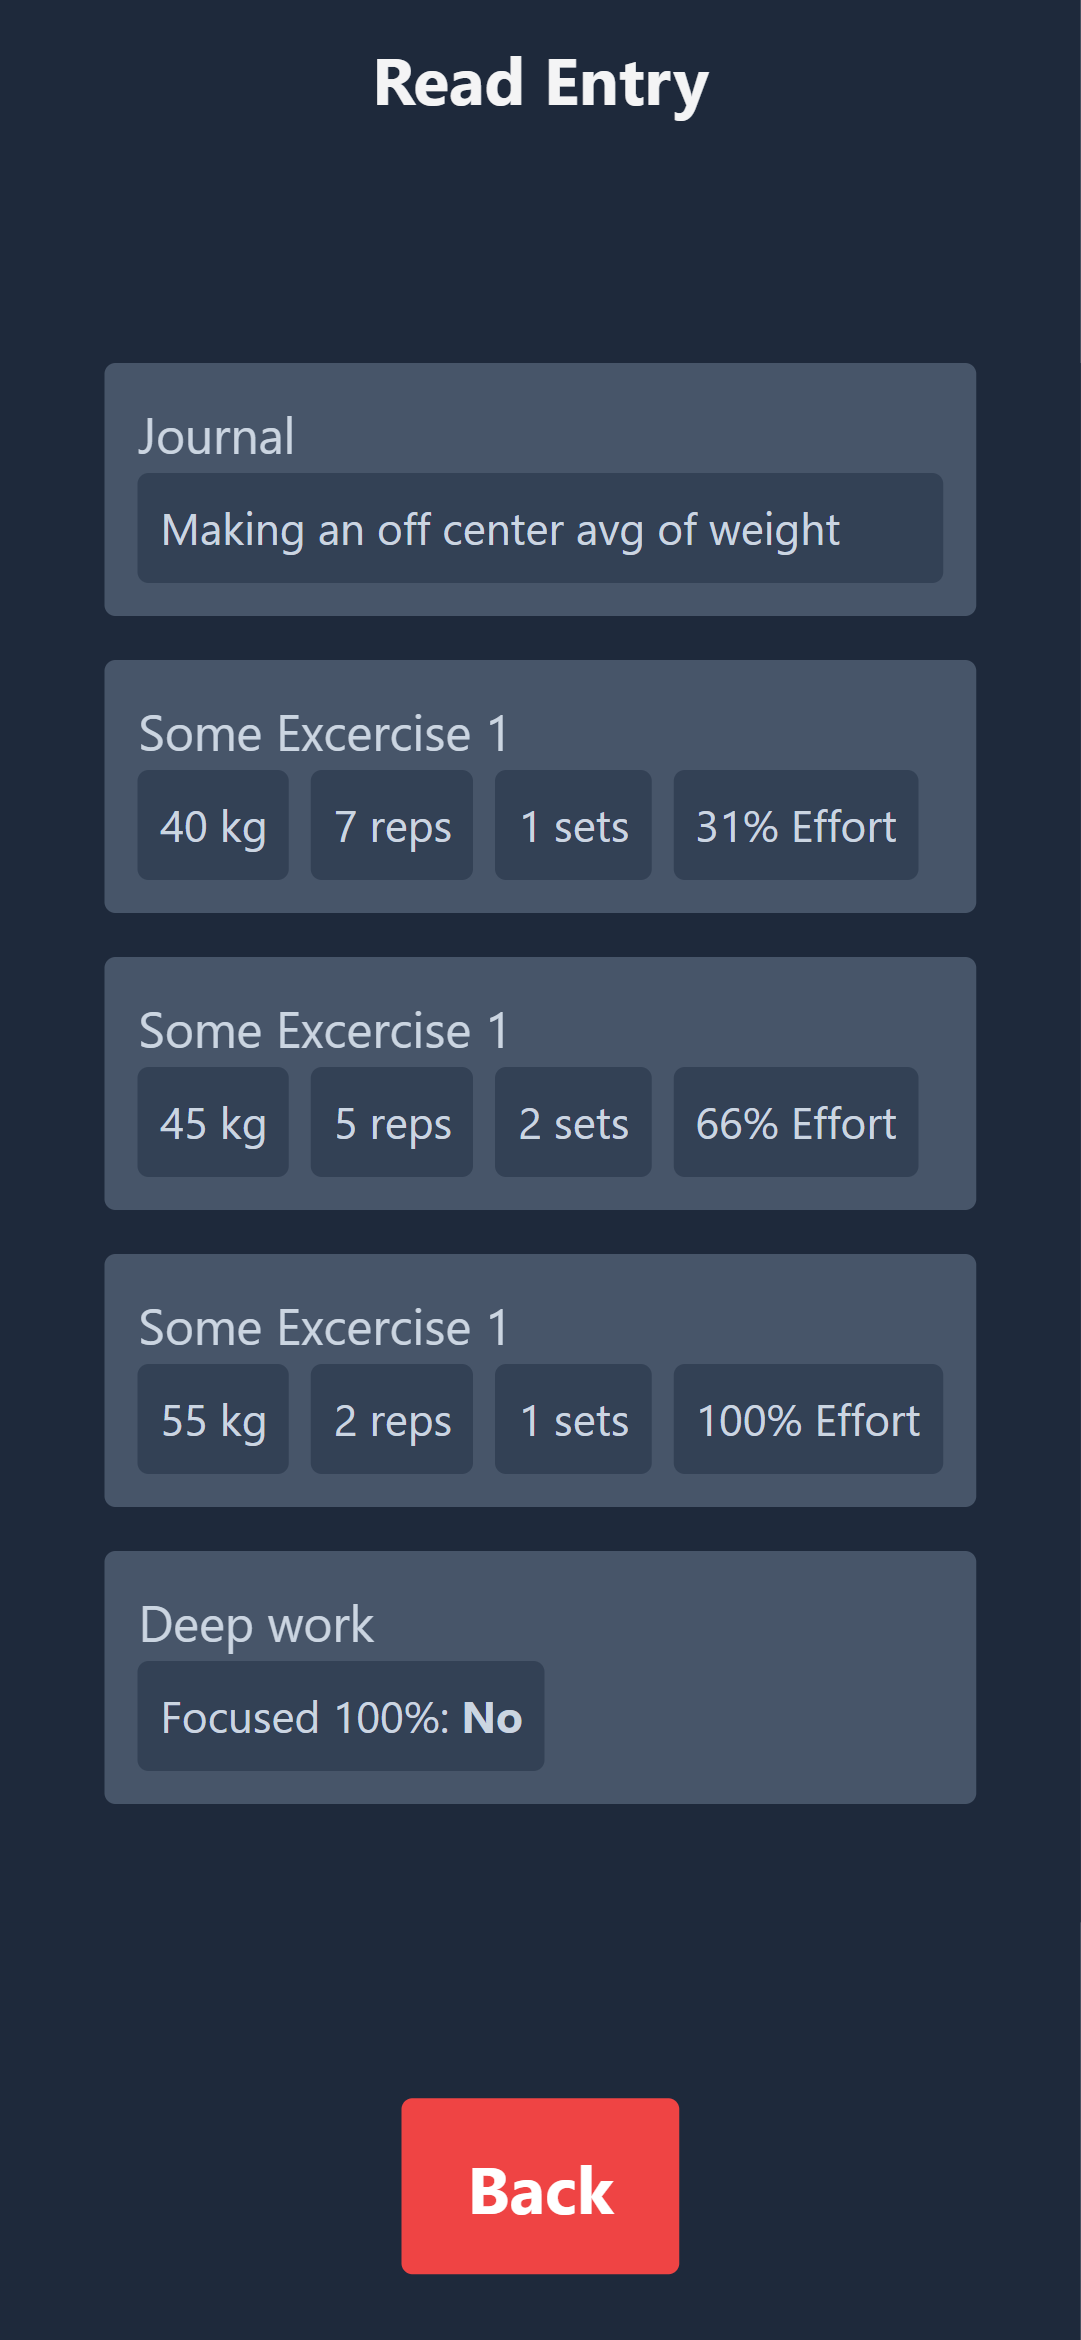 Read Entry
Journal
Making an off center avg of weight
Some Excercise 1
40 kg 7 reps 1 sets 31% Effort
Some Excercise 1
45 kg 5 reps 2 sets 66% Effort
Some Excercise 1
55 kg 2 reps 1 sets 100% Effort
Deep work
Focused 100%: No
Back